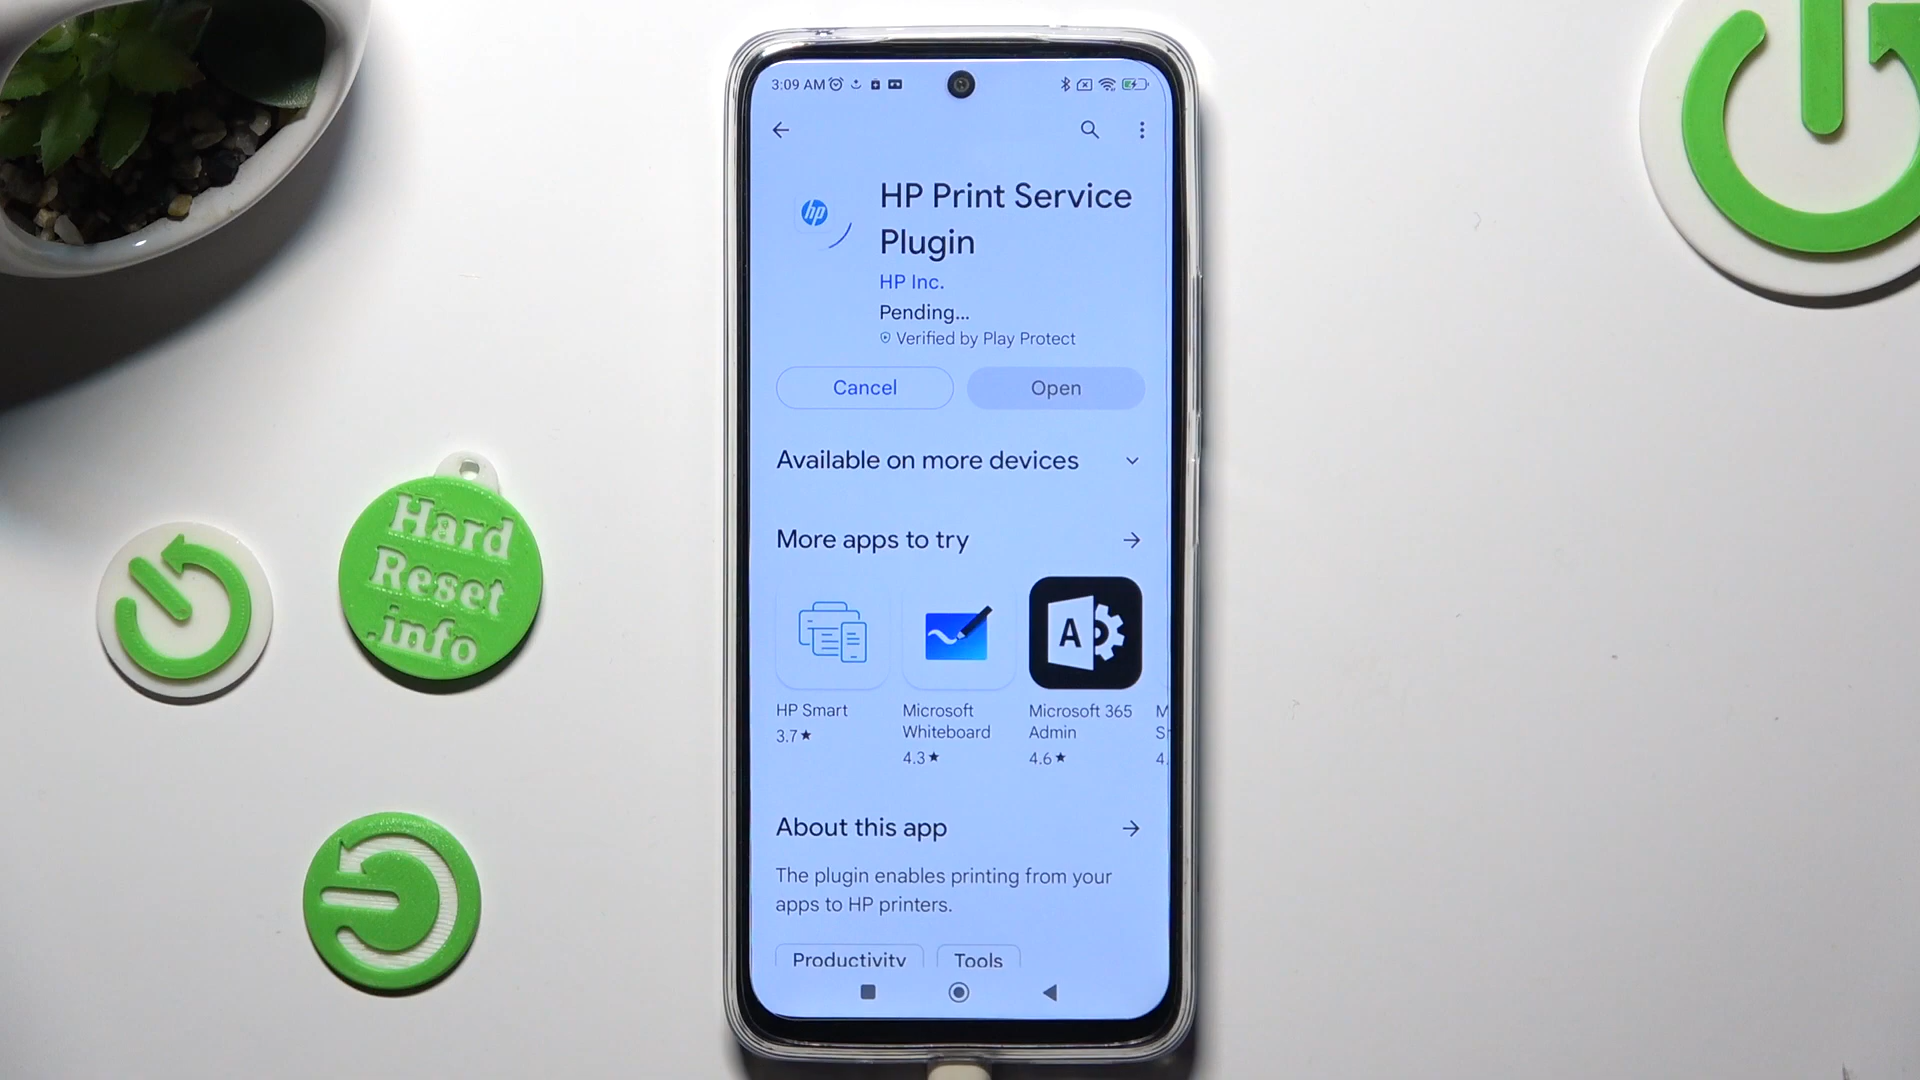 3:09 AM
hp
HP Print Service
Plugin
HP Inc.
Pending...
Verified by Play Protect
Cancel
Open
Available on more devices
More apps to try
A
HP Smart
3.7★
Microsoft
Whiteboard
4.3★
Microsoft 365
Admin
4.6★
About this app
The plugin enables printing from your
apps to HP printers.
Productivity
Tools
Hard
Reset
.info